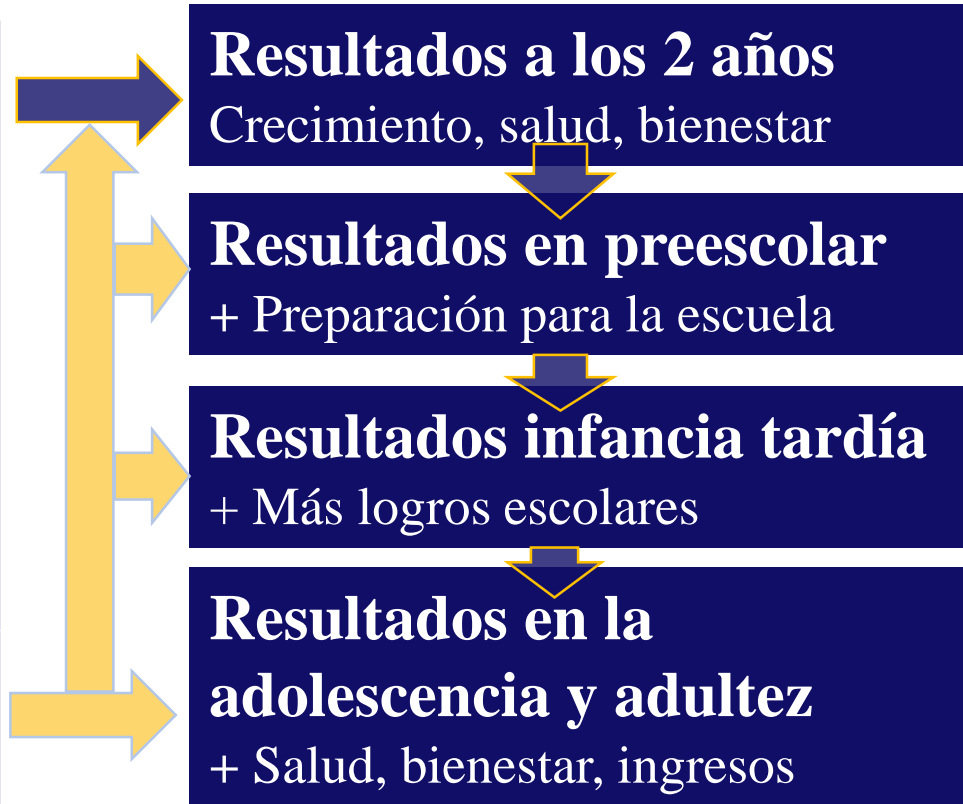 Resultados a los 2 años
Crecimiento, salud, bienestar
Resultados en preescolar
+ Preparación para la escuela
Resultados infancia tardía
+ Más logros escolares
Resultados en la
adolescencia y adultez
+ Salud, bienestar, ingresos